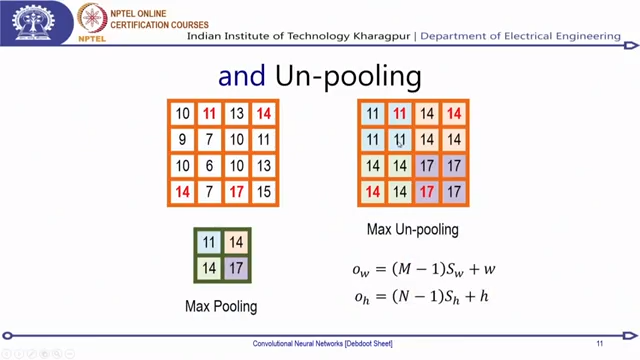 NPTEL ONLINE
CERTIFICATION COURSES
NPTEL
Indian Institute of Technology Kharagpur | Department of Electrical Engineering
and Un-pooling
10 11 13 14
9 7 10 11
10 6 10 13
14 7 17 15
11 14
14 17
Max Pooling
11 11 14 14
11 11 14 14
14 14 17 17
14 14 17 17
Max Un-pooling
o_w = (M − 1)S_w + w
o_h = (N − 1)S_h + h
Convolutional Neural Networks [Debdoot Sheet]
11